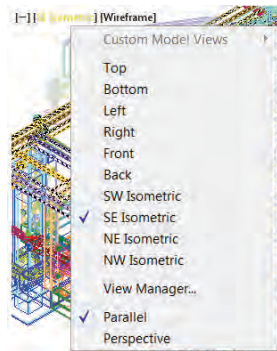 [−] [ ] [Wireframe]
Custom Model Views
Top
Bottom
Left
Right
Front
Back
SW Isometric
SE Isometric
NE Isometric
NW Isometric
View Manager...
Parallel
Perspective